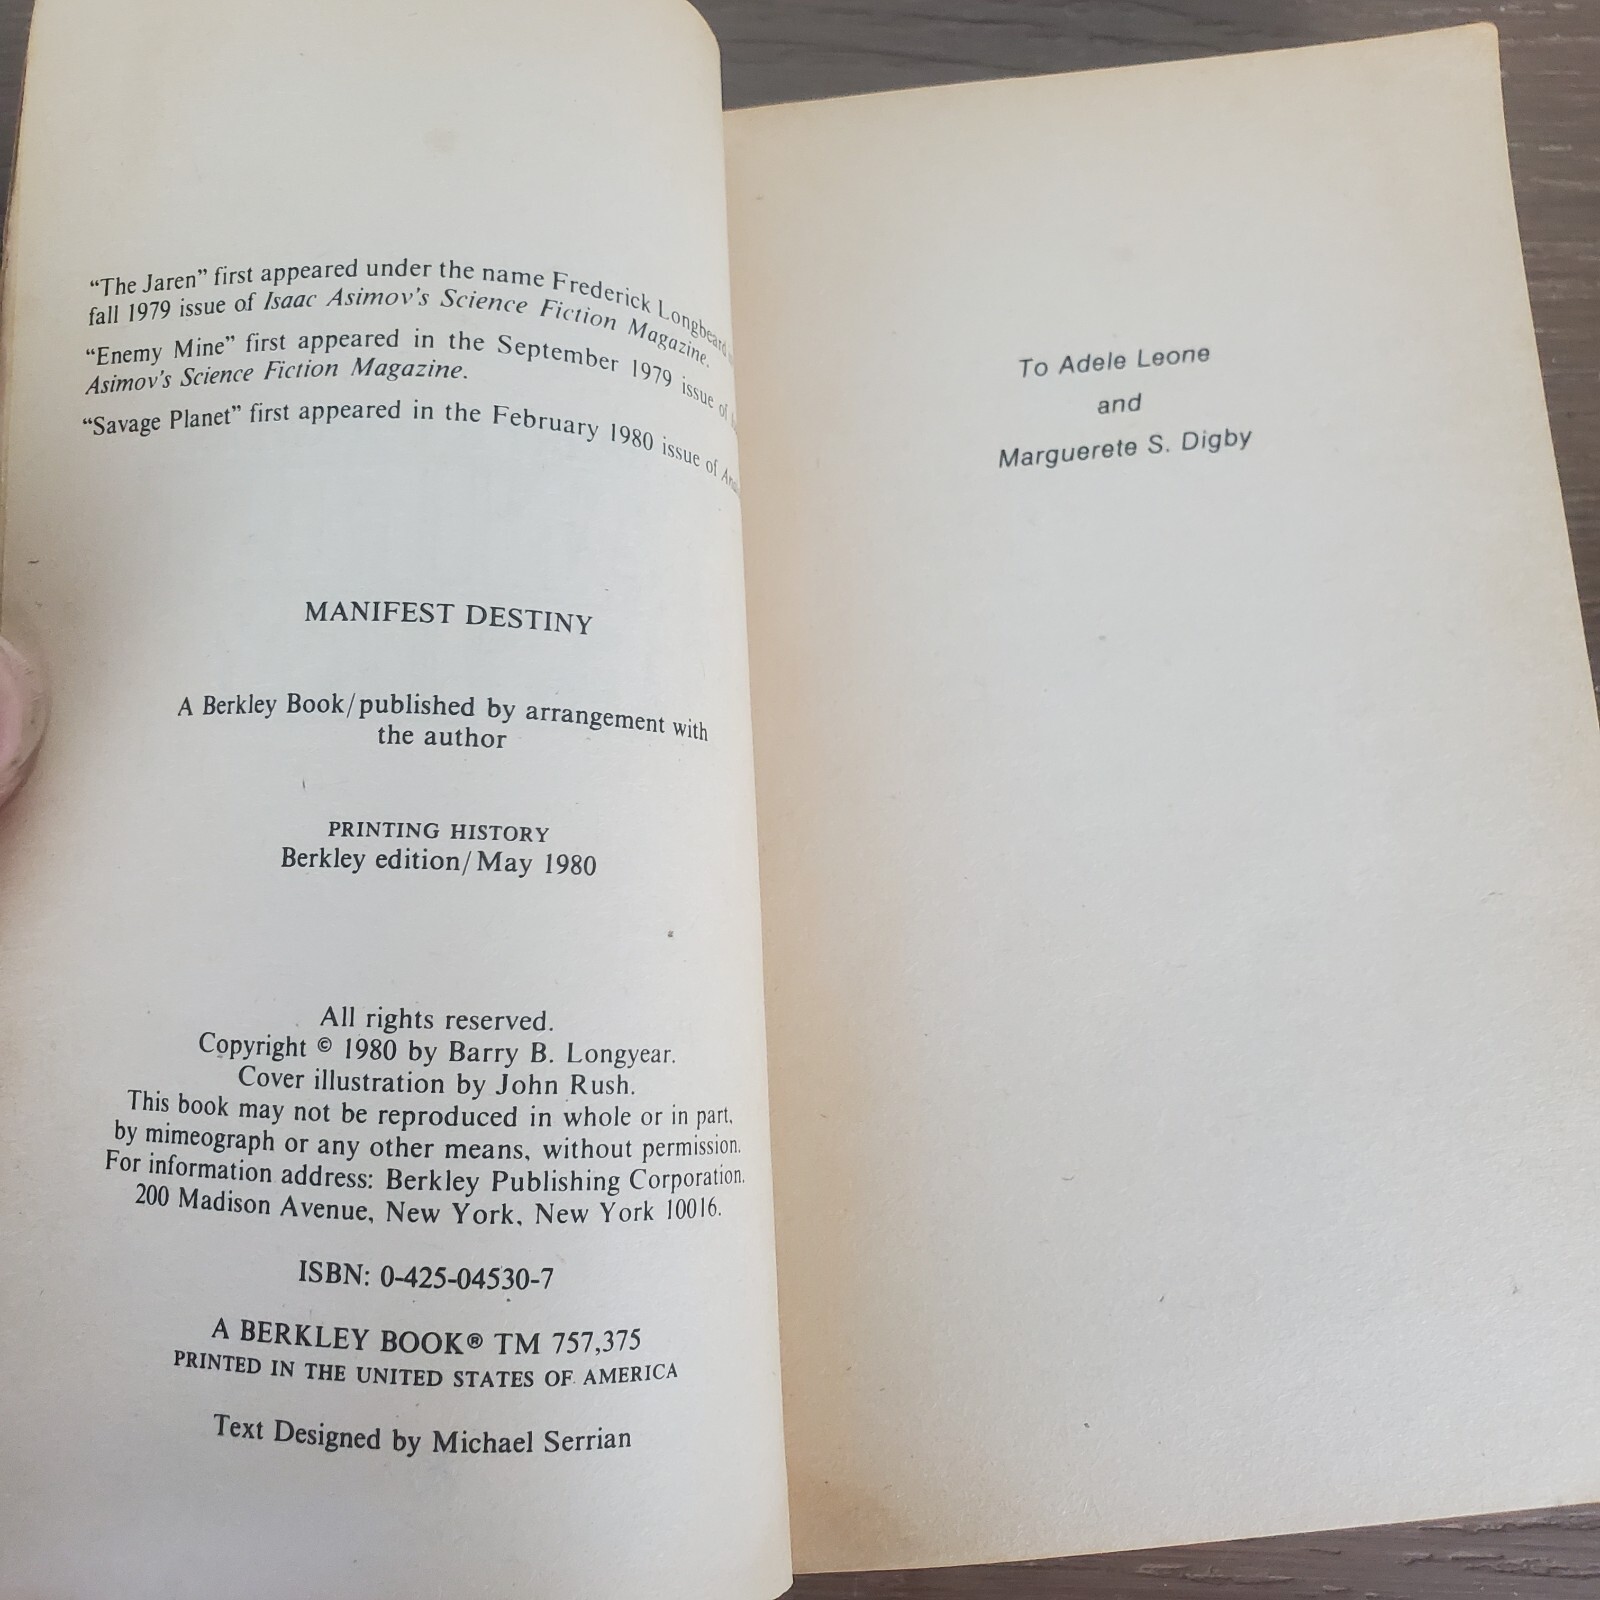 "The Jaren" first appeared under the name Frederick Longbeard
fall 1979 issue of Isaac Asimov's Science Fiction Magazine.
"Enemy Mine" first appeared in the September 1979 issue of
Asimov's Science Fiction Magazine.
"Savage Planet" first appeared in the February 1980 issue of
MANIFEST DESTINY
A Berkley Book/published by arrangement with
the author
PRINTING HISTORY
Berkley edition/May 1980
All rights reserved.
Copyright © 1980 by Barry B. Longyear.
Cover illustration by John Rush.
This book may not be reproduced in whole or in part,
by mimeograph or any other means, without permission.
For information address: Berkley Publishing Corporation.
200 Madison Avenue, New York, New York 10016.
ISBN: 0-425-04530-7
A BERKLEY BOOK® TM 757,375
PRINTED IN THE UNITED STATES OF AMERICA
Text Designed by Michael Serrian
To Adele Leone
and
Marguerete S. Digby